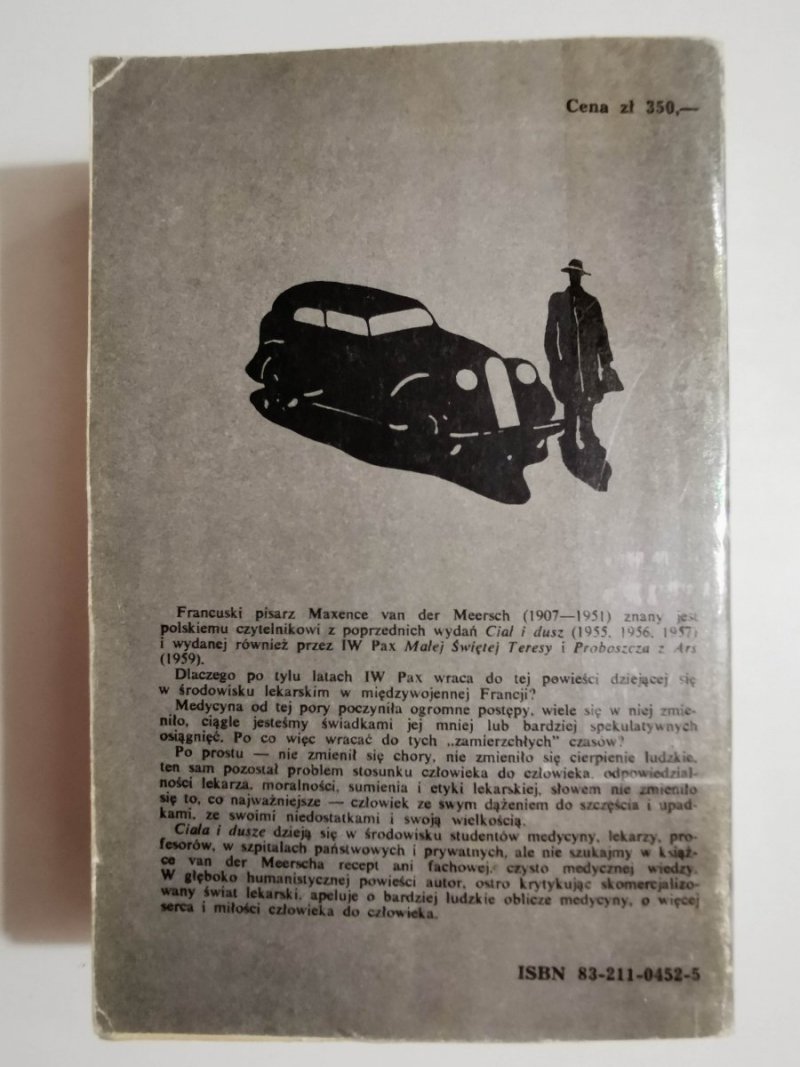 Cena zł 350,—
Francuski pisarz Maxence van der Meersch (1907—1951) znany jest
polskiemu czytelnikowi z poprzednich wydań Ciał i dusz (1955, 1956, 1957)
i wydanej również przez IW Pax Małej Świętej Teresy i Proboszcza z Ars
(1959).
Dlaczego po tylu latach IW Pax wraca do tej powieści dziejącej się
w środowisku lekarskim w międzywojennej Francji?
Medycyna od tej pory poczyniła ogromne postępy, wiele się w niej zmie-
niło, ciągle jesteśmy świadkami jej mniej lub bardziej spekulatywnych
osiągnięć. Po co więc wracać do tych „zamierzchłych” czasów?
Po prostu — nie zmienił się chory, nie zmieniło się cierpienie ludzkie,
ten sam pozostał problem stosunku człowieka do człowieka, odpowiedzial-
ności lekarza, moralności, sumienia i etyki lekarskiej, słowem nie zmieniło
się to, co najważniejsze — człowiek ze swym dążeniem do szczęścia i upad-
kami, ze swoimi niedostatkami i swoją wielkością.
Ciała i dusze dzieją się w środowisku studentów medycyny, lekarzy, pro-
fesorów, w szpitalach państwowych i prywatnych, ale nie szukajmy w książ-
ce van der Meerscha recept ani fachowej, czysto medycznej wiedzy.
W głęboko humanistycznej powieści autor, ostro krytykując skomercjalizo-
wany świat lekarski, apeluje o bardziej ludzkie oblicze medycyny, o więcej
serca i miłości człowieka do człowieka.
ISBN 83-211-0452-5